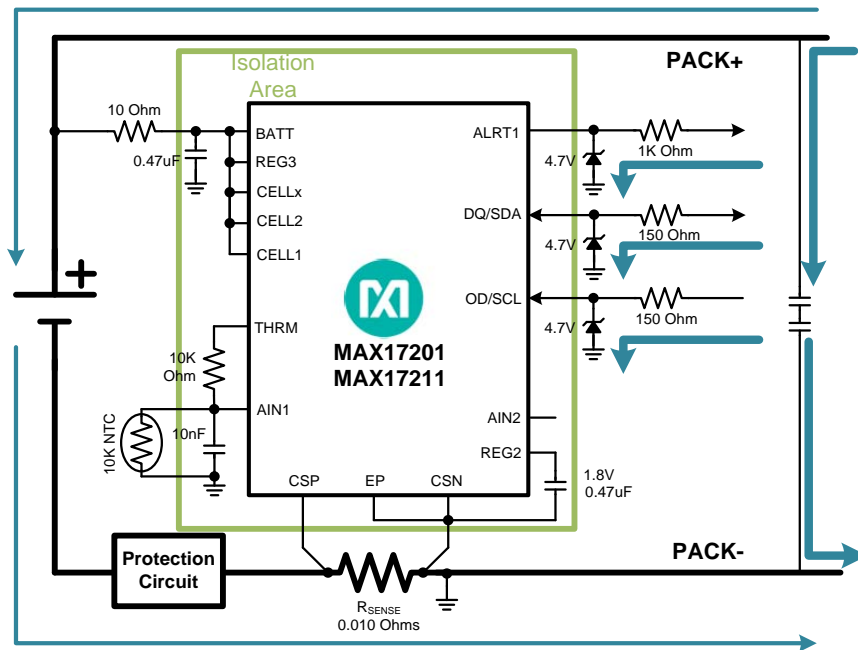 Isolation
Area
PACK+
10 Ohm
0.47uF
BATT
REG3
CELLx
CELL2
CELL1
THRM
AIN1
ALRT1
DQ/SDA
OD/SCL
AIN2
REG2
4.7V
1K Ohm
4.7V
150 Ohm
4.7V
150 Ohm
MAX17201
MAX17211
10K
Ohm
10K NTC
10nF
CSP
EP
CSN
1.8V
0.47uF
PACK-
Protection
Circuit
RSENSE
0.010 Ohms